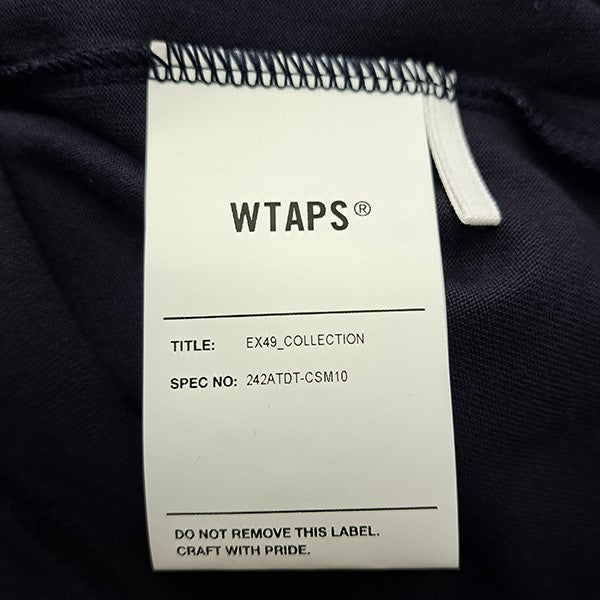 WTAPS®
TITLE: EX49_COLLECTION
SPEC NO: 242ATDT-CSM10
DO NOT REMOVE THIS LABEL.
CRAFT WITH PRIDE.